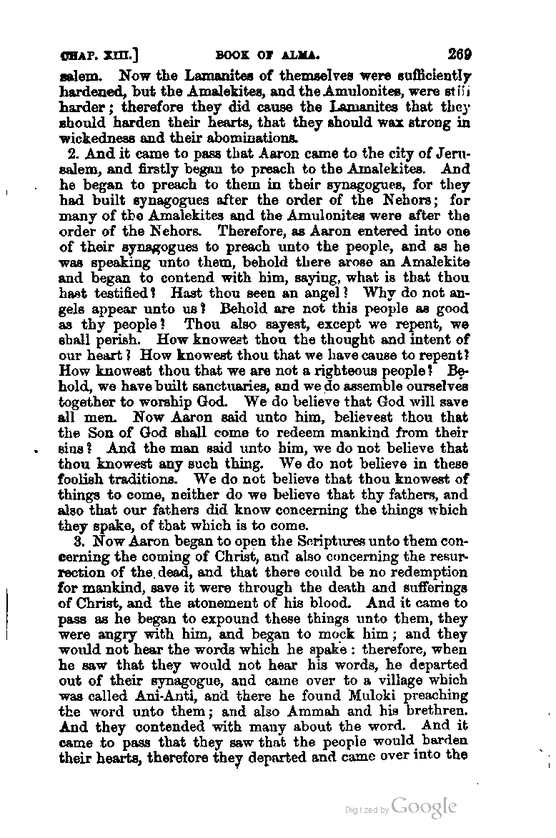 CHAP. XIII.] BOOK OF ALMA. 269
salem. Now the Lamanites of themselves were sufficiently
hardened, but the Amalekites, and the Amulonites, were still
harder; therefore they did cause the Lamanites that they
should harden their hearts, that they should wax strong in
wickedness and their abominations.
2. And it came to pass that Aaron came to the city of Jeru-
salem, and firstly began to preach to the Amalekites. And
he began to preach to them in their synagogues, for they
had built synagogues after the order of the Nehors; for
many of the Amalekites and the Amulonites were after the
order of the Nehors. Therefore, as Aaron entered into one
of their synagogues to preach unto the people, and as he
was speaking unto them, behold there arose an Amalekite
and began to contend with him, saying, what is that thou
hast testified? Hast thou seen an angel? Why do not an-
gels appear unto us? Behold are not this people as good
as thy people? Thou also sayest, except we repent, we
shall perish. How knowest thou the thought and intent of
our heart? How knowest thou that we have cause to repent?
How knowest thou that we are not a righteous people? Be-
hold, we have built sanctuaries, and we do assemble ourselves
together to worship God. We do believe that God will save
all men. Now Aaron said unto him, believest thou that
the Son of God shall come to redeem mankind from their
sins? And the man said unto him, we do not believe that
thou knowest any such thing. We do not believe in these
foolish traditions. We do not believe that thou knowest of
things to come, neither do we believe that thy fathers, and
also that our fathers did know concerning the things which
they spake, of that which is to come.
3. Now Aaron began to open the Scriptures unto them con-
cerning the coming of Christ, and also concerning the resur-
rection of the dead, and that there could be no redemption
for mankind, save it were through the death and sufferings
of Christ, and the atonement of his blood. And it came to
pass as he began to expound these things unto them, they
were angry with him, and began to mock him; and they
would not hear the words which he spake: therefore, when
he saw that they would not hear his words, he departed
out of their synagogue, and came over to a village which
was called Ani-Anti, and there he found Muloki preaching
the word unto them; and also Ammah and his brethren.
And they contended with many about the word. And it
came to pass that they saw that the people would harden
their hearts, therefore they departed and came over into the
Digitized by Google